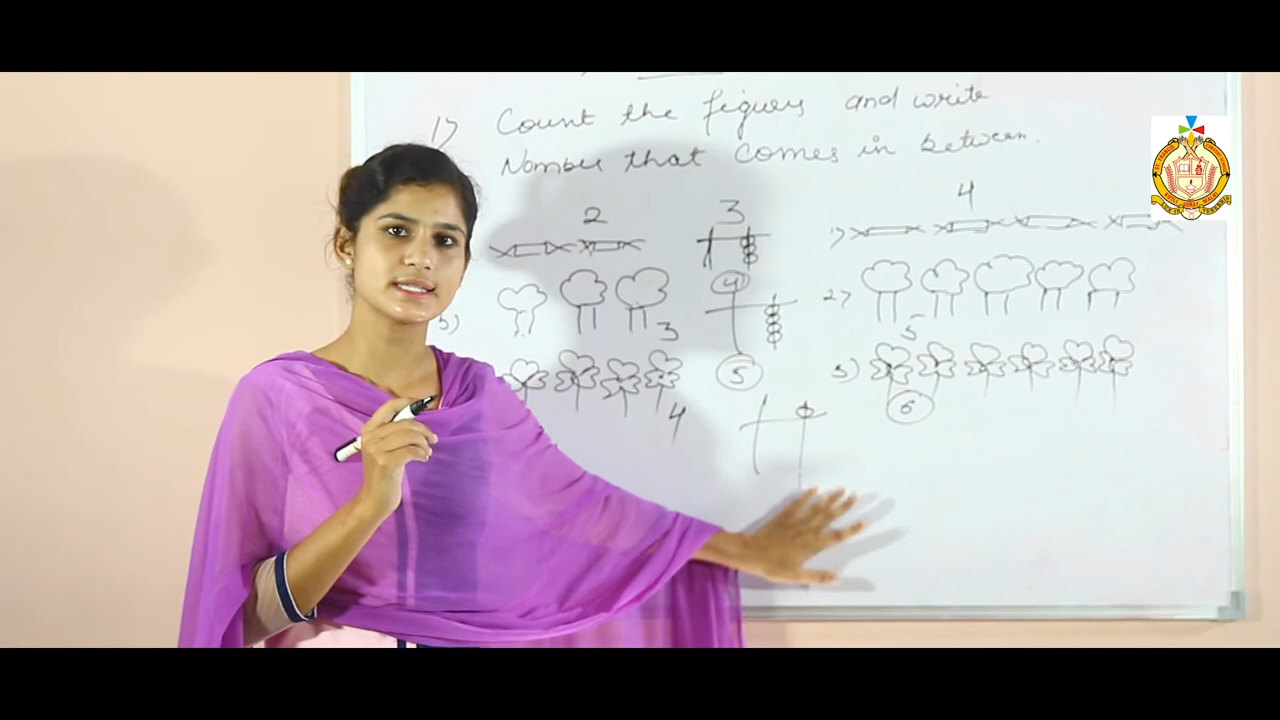 1) Count the figures and write
Number that comes in between.
2 3 1) 4
3) 3 4 2) 5
4 5 3) 6